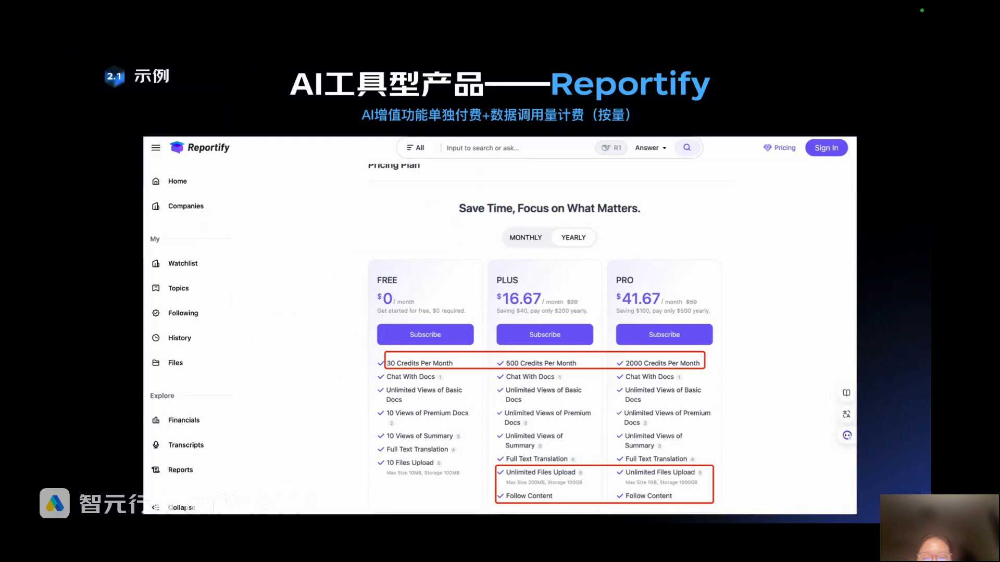 2.1 示例
AI工具型产品——Reportify
AI增值功能单独付费+数据调用量计费（按量）
Reportify
All
Input to search or ask...
R1
Answer
Pricing
Sign In
Pricing Plan
Home
Companies
My
Watchlist
Topics
Following
History
Files
Explore
Financials
Transcripts
Reports
Collapse
Save Time, Focus on What Matters.
MONTHLY
YEARLY
FREE
$0 / month
Get started for free, $0 required.
Subscribe
30 Credits Per Month
Chat With Docs 1
Unlimited Views of Basic
Docs
10 Views of Premium Docs
2
10 Views of Summary 3
Full Text Translation 4
10 Files Upload 5
Max Size 10MB, Storage 100MB
PLUS
$16.67 / month $20
Saving $40, pay only $200 yearly.
Subscribe
500 Credits Per Month
Chat With Docs 1
Unlimited Views of Basic
Docs
Unlimited Views of Premium
Docs 2
Unlimited Views of
Summary 3
Full Text Translation 4
Unlimited Files Upload 5
Max Size 200MB, Storage 100GB
Follow Content
PRO
$41.67 / month $50
Saving $100, pay only $500 yearly.
Subscribe
2000 Credits Per Month
Chat With Docs 1
Unlimited Views of Basic
Docs
Unlimited Views of Premium
Docs 2
Unlimited Views of
Summary 3
Full Text Translation 4
Unlimited Files Upload 5
Max Size 1GB, Storage 1000GB
Follow Content
智元行